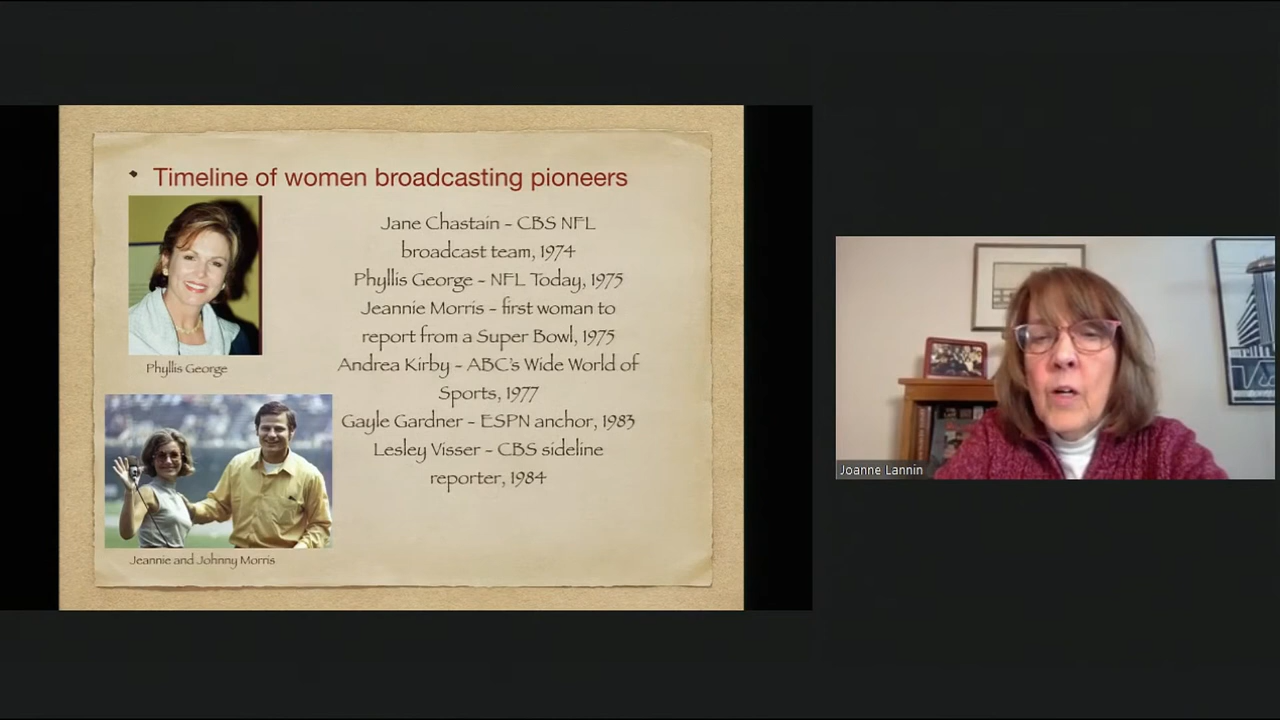 Timeline of women broadcasting pioneers
Jane Chastain - CBS NFL
broadcast team, 1974
Phyllis George - NFL Today, 1975
Jeannie Morris - first woman to
report from a Super Bowl, 1975
Andrea Kirby - ABC's Wide World of
Sports, 1977
Gayle Gardner - ESPN anchor, 1983
Lesley Visser - CBS sideline
reporter, 1984
Phyllis George
Jeannie and Johnny Morris
Joanne Lannin